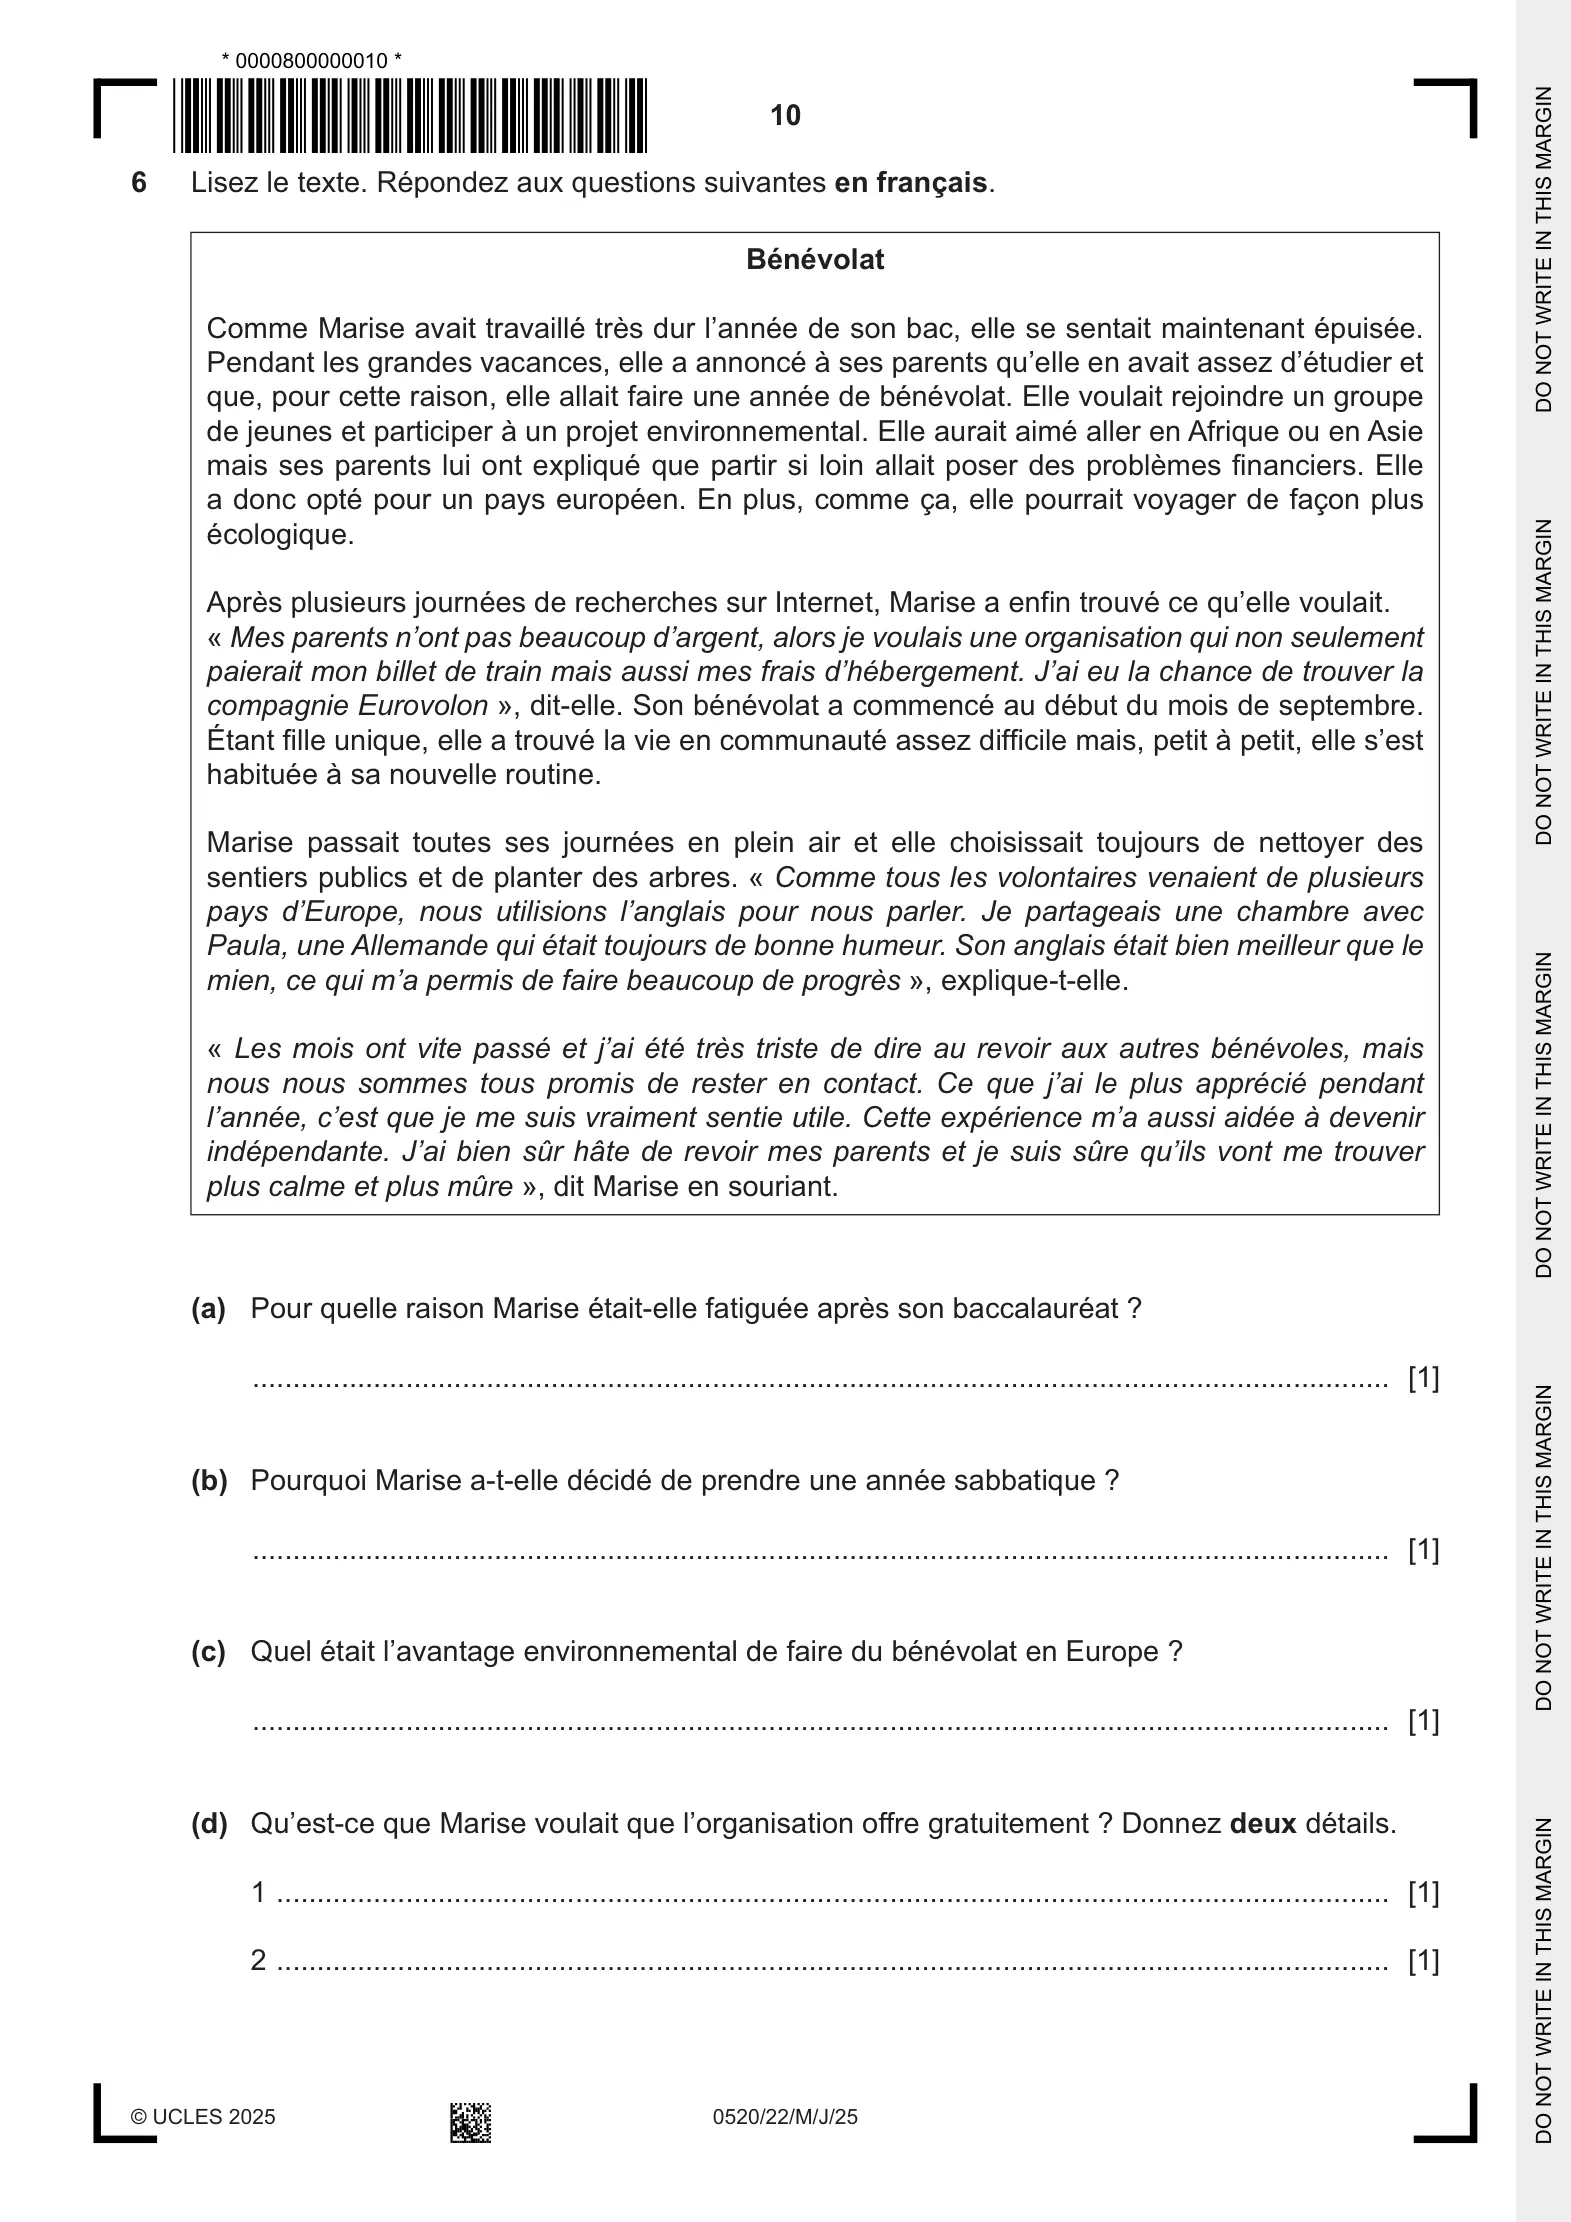 * 0000800000010 *
10
6 Lisez le texte. Répondez aux questions suivantes en français.
Bénévolat
Comme Marise avait travaillé très dur l’année de son bac, elle se sentait maintenant épuisée.
Pendant les grandes vacances, elle a annoncé à ses parents qu’elle en avait assez d’étudier et
que, pour cette raison, elle allait faire une année de bénévolat. Elle voulait rejoindre un groupe
de jeunes et participer à un projet environnemental. Elle aurait aimé aller en Afrique ou en Asie
mais ses parents lui ont expliqué que partir si loin allait poser des problèmes financiers. Elle
a donc opté pour un pays européen. En plus, comme ça, elle pourrait voyager de façon plus
écologique.
Après plusieurs journées de recherches sur Internet, Marise a enfin trouvé ce qu’elle voulait.
« Mes parents n’ont pas beaucoup d’argent, alors je voulais une organisation qui non seulement
paierait mon billet de train mais aussi mes frais d’hébergement. J’ai eu la chance de trouver la
compagnie Eurovolon », dit-elle. Son bénévolat a commencé au début du mois de septembre.
Étant fille unique, elle a trouvé la vie en communauté assez difficile mais, petit à petit, elle s’est
habituée à sa nouvelle routine.
Marise passait toutes ses journées en plein air et elle choisissait toujours de nettoyer des
sentiers publics et de planter des arbres. « Comme tous les volontaires venaient de plusieurs
pays d’Europe, nous utilisions l’anglais pour nous parler. Je partageais une chambre avec
Paula, une Allemande qui était toujours de bonne humeur. Son anglais était bien meilleur que le
mien, ce qui m’a permis de faire beaucoup de progrès », explique-t-elle.
« Les mois ont vite passé et j’ai été très triste de dire au revoir aux autres bénévoles, mais
nous nous sommes tous promis de rester en contact. Ce que j’ai le plus apprécié pendant
l’année, c’est que je me suis vraiment sentie utile. Cette expérience m’a aussi aidée à devenir
indépendante. J’ai bien sûr hâte de revoir mes parents et je suis sûre qu’ils vont me trouver
plus calme et plus mûre », dit Marise en souriant.
(a) Pour quelle raison Marise était-elle fatiguée après son baccalauréat ?
[1]
(b) Pourquoi Marise a-t-elle décidé de prendre une année sabbatique ?
[1]
(c) Quel était l’avantage environnemental de faire du bénévolat en Europe ?
[1]
(d) Qu’est-ce que Marise voulait que l’organisation offre gratuitement ? Donnez deux détails.
1 [1]
2 [1]
© UCLES 2025
0520/22/M/J/25
DO NOT WRITE IN THIS MARGIN
DO NOT WRITE IN THIS MARGIN
DO NOT WRITE IN THIS MARGIN
DO NOT WRITE IN THIS MARGIN
DO NOT WRITE IN THIS MARGIN